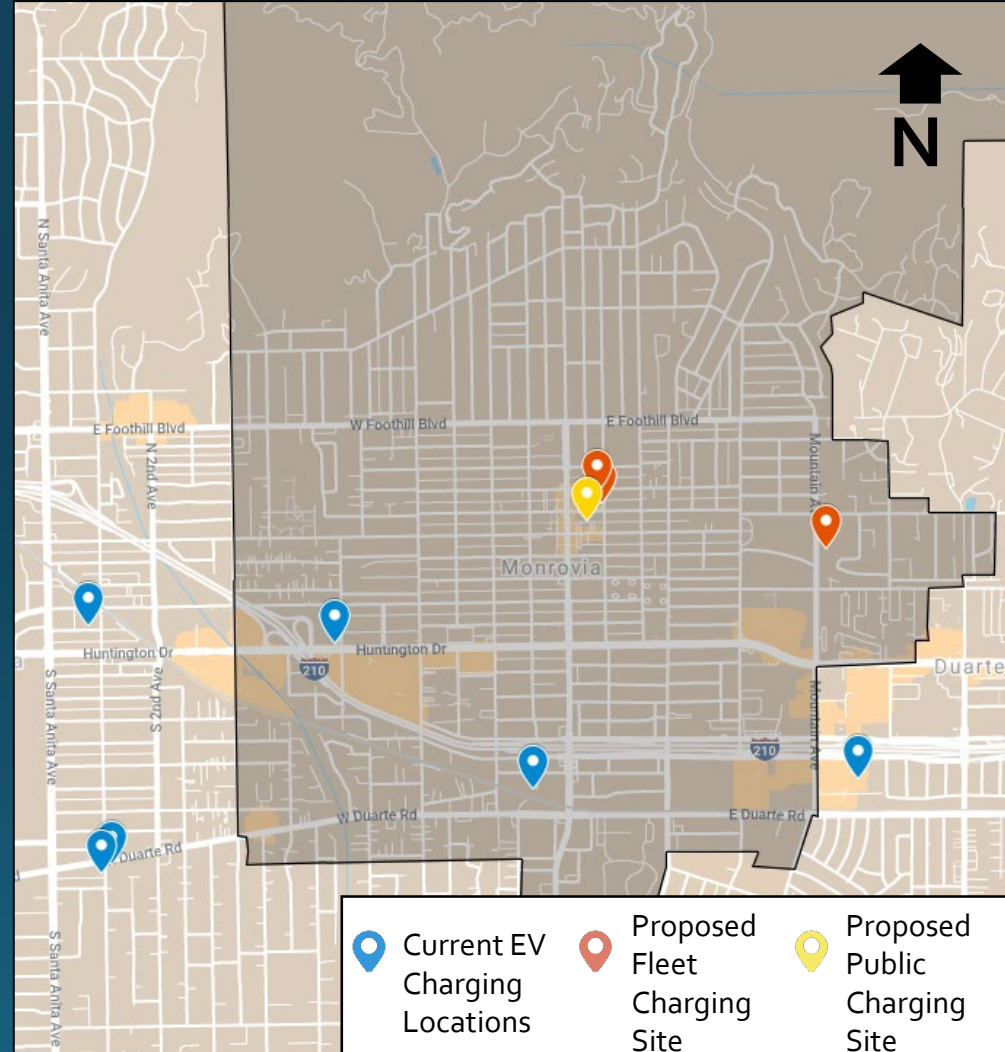 N
N Santa Anita Ave
E Foothill Blvd
W Foothill Blvd
E Foothill Blvd
N 2nd Ave
Mountain A
Monrovia
Huntington Dr
Huntington Dr
210
Duarte
S Santa Anita Ave
S 2nd Ave
Mountain Ave
210
W Duarte Rd
E Duarte Rd
Duarte Rd
S Santa Anita Ave
Current EV
Charging
Locations
Proposed
Fleet
Charging
Site
Proposed
Public
Charging
Site